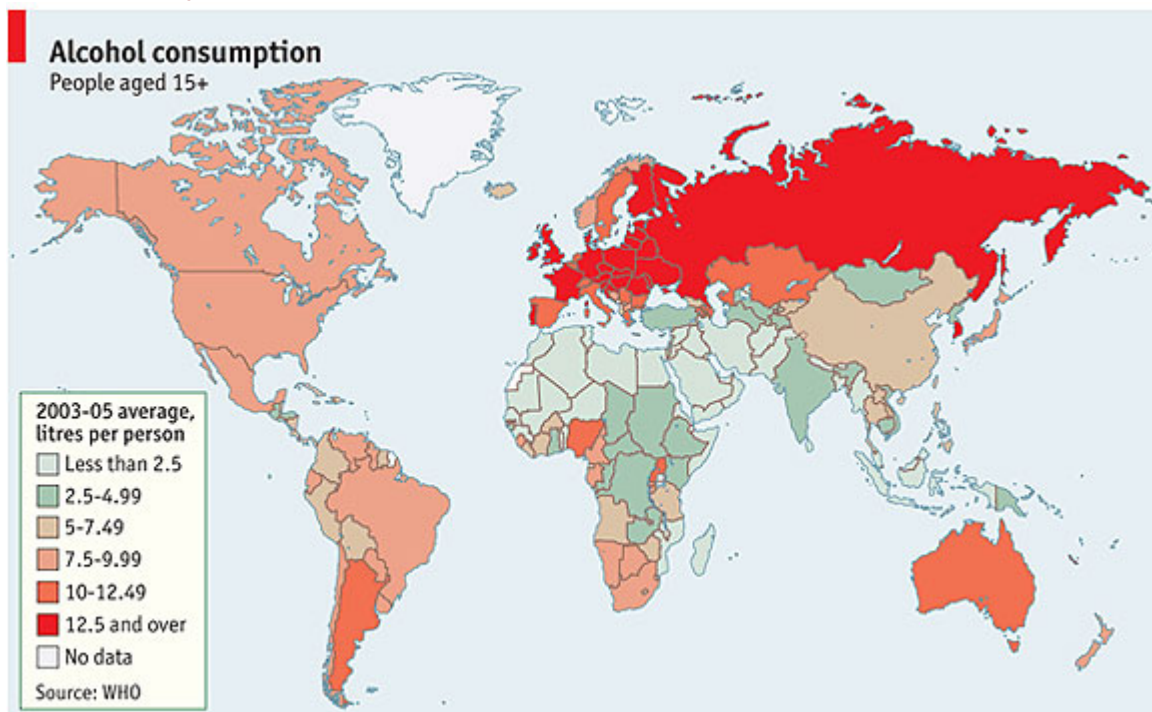 Alcohol consumption
People aged 15+
2003-05 average,
litres per person
Less than 2.5
2.5-4.99
5-7.49
7.5-9.99
10-12.49
12.5 and over
No data
Source: WHO